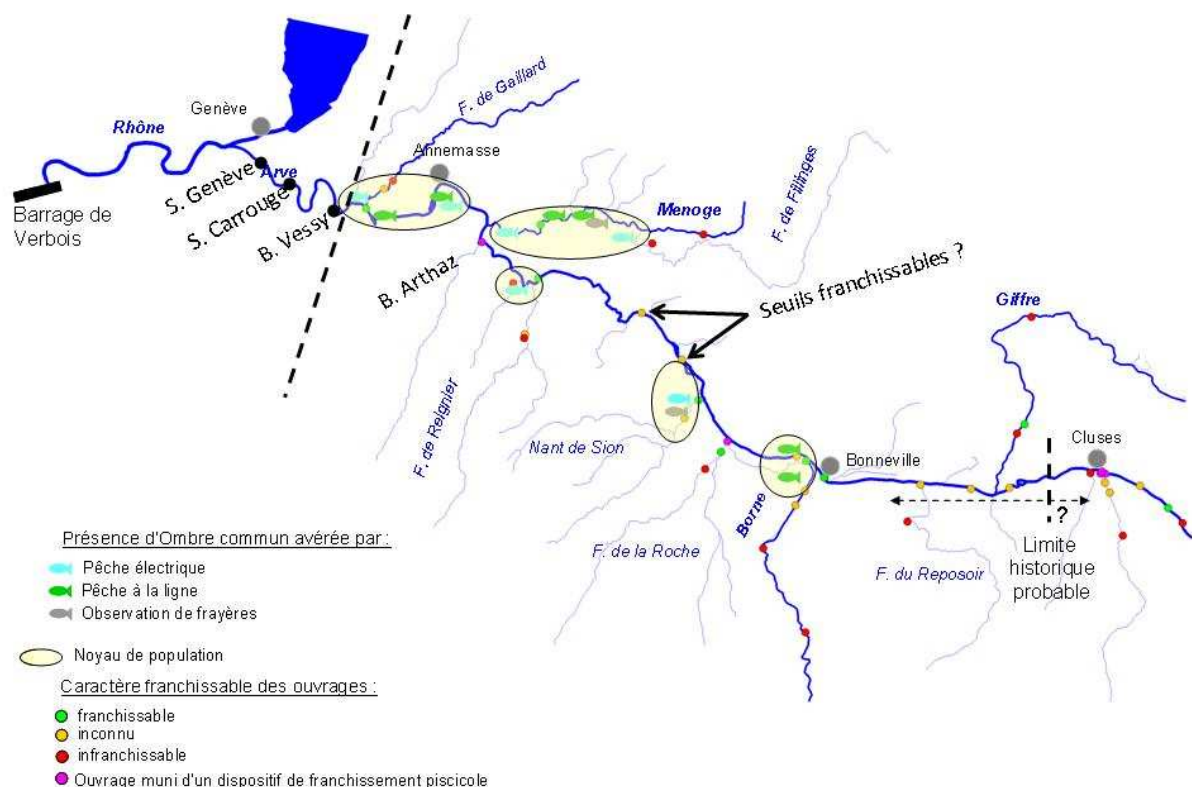 F. de Gaillard
Genève
Rhône
Annemasse
Arve
S. Genève
S. Carrouge
B. Vessy
Barrage de
Verbois
Menoge
F. de Fillinges
B. Arthaz
Seuils franchissables ?
Giffre
F. de Reignier
Nant de Sion
Cluses
Bonneville
?
Borne
F. de la Roche
F. du Reposoir
Limite
historique
probable
Présence d'Ombre commun avérée par :
Pêche électrique
Pêche à la ligne
Observation de frayères
Noyau de population
Caractère franchissable des ouvrages :
franchissable
inconnu
infranchissable
Ouvrage muni d'un dispositif de franchissement piscicole